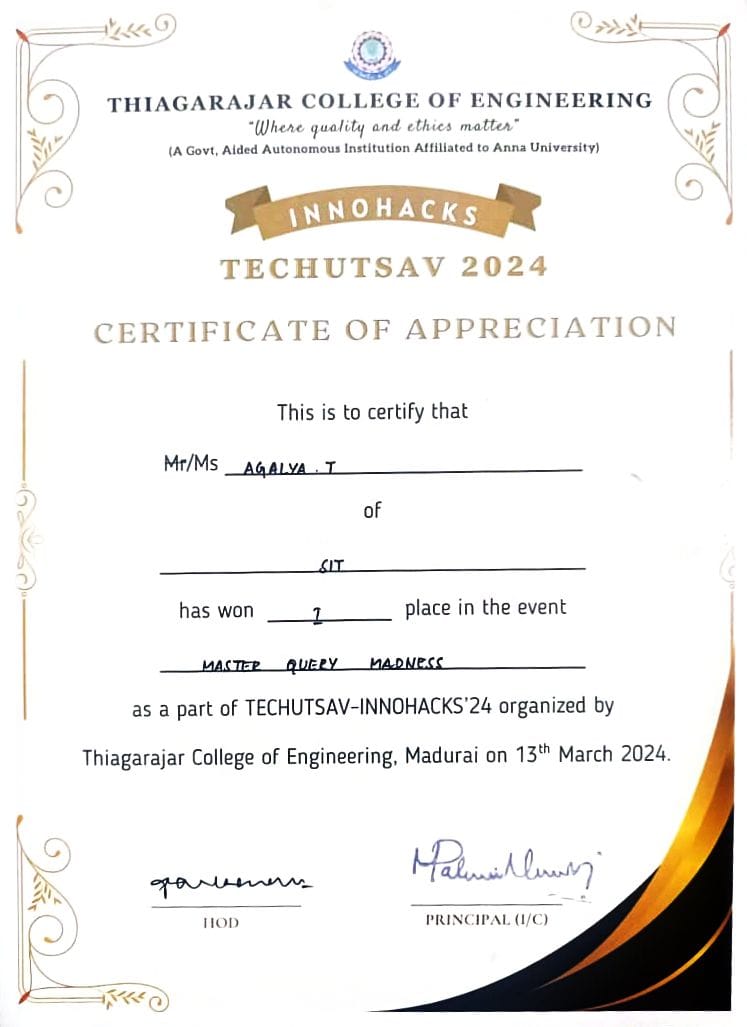 THIAGARAJAR COLLEGE OF ENGINEERING
"Where quality and ethics matter"
(A Govt, Aided Autonomous Institution Affiliated to Anna University)
INNOHACKS
TECHUTSAV 2024
CERTIFICATE OF APPRECIATION
This is to certify that
Mr/Ms AGALYA . T
of
SIT
has won I place in the event
MASTER QUERY MADNESS
as a part of TECHUTSAV-INNOHACKS'24 organized by
Thiagarajar College of Engineering, Madurai on 13th March 2024.
HOD
PRINCIPAL (I/C)